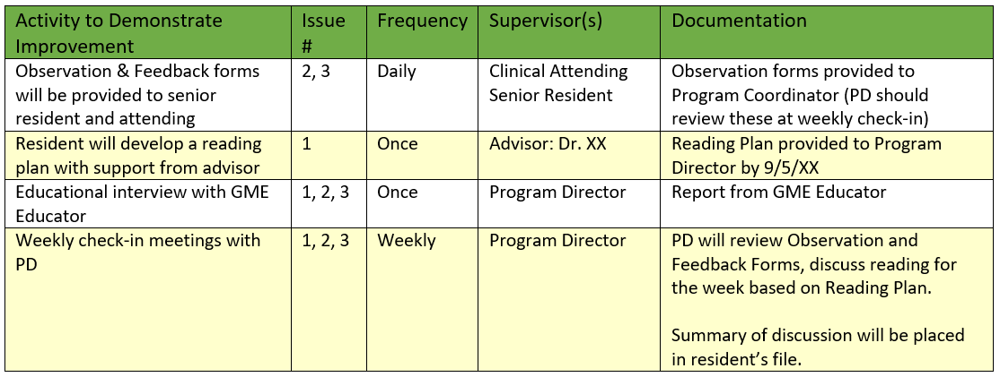 Activity to Demonstrate
Improvement
Issue
#
Frequency
Supervisor(s)
Documentation
Observation & Feedback forms
will be provided to senior
resident and attending
2, 3
Daily
Clinical Attending
Senior Resident
Observation forms provided to
Program Coordinator (PD should
review these at weekly check-in)
Resident will develop a reading
plan with support from advisor
1
Once
Advisor: Dr. XX
Reading Plan provided to Program
Director by 9/5/XX
Educational interview with GME
Educator
1, 2, 3
Once
Program Director
Report from GME Educator
Weekly check-in meetings with
PD
1, 2, 3
Weekly
Program Director
PD will review Observation and
Feedback Forms, discuss reading for
the week based on Reading Plan.
Summary of discussion will be placed
in resident’s file.